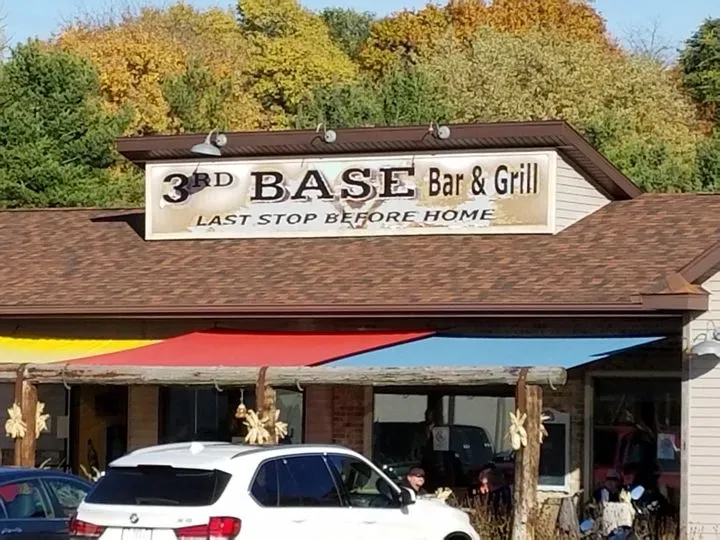 3RD BASE Bar & Grill
LAST STOP BEFORE HOME